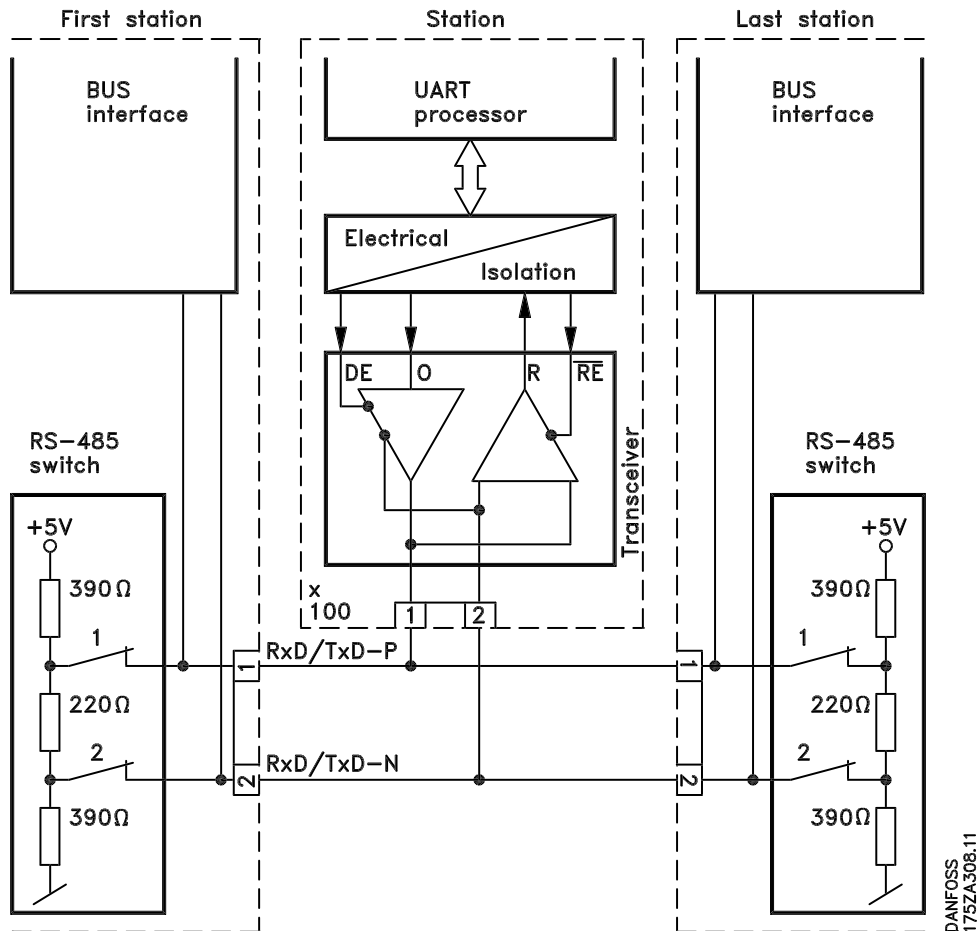 First station
Station
Last station
BUS
interface
UART
processor
BUS
interface
Electrical
Isolation
DE
O
R
RE
Transceiver
RS-485
switch
RS-485
switch
+5V
390Ω
1
220Ω
2
390Ω
x
100
1
2
RxD/TxD-P
1
RxD/TxD-N
2
1
2
+5V
390Ω
1
220Ω
2
390Ω
DANFOSS
175ZA308.11